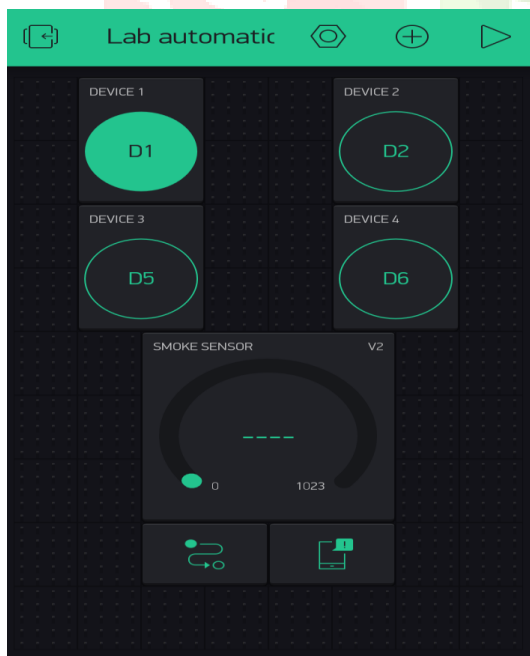 Lab automatic
DEVICE 1
DEVICE 2
D1
D2
DEVICE 3
DEVICE 4
D5
D6
SMOKE SENSOR
V2
----
0
1023
!